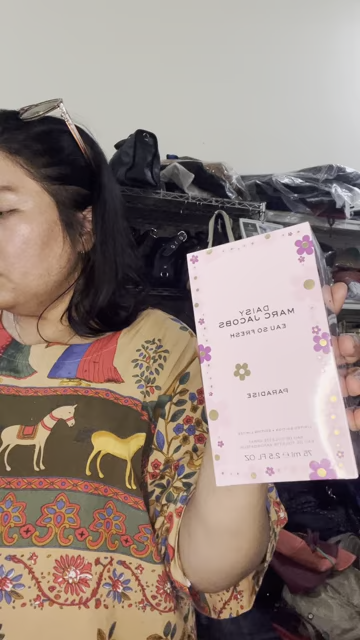 DAISY
MARC JACOBS
EAU SO FRESH
PARADISE
75 ml ℮ 2.5 FL.OZ